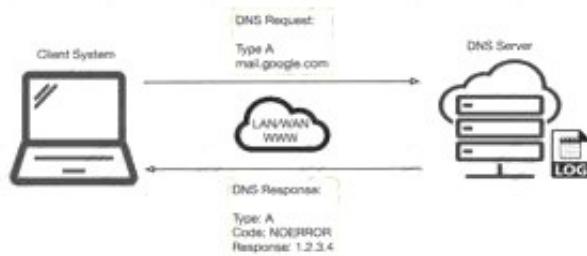 DNS Request:
Type A
mail.google.com
Client System
DNS Server
LAN/WAN
WWW
LOG
DNS Response:
Type: A
Code: NOERROR
Response: 1.2.3.4